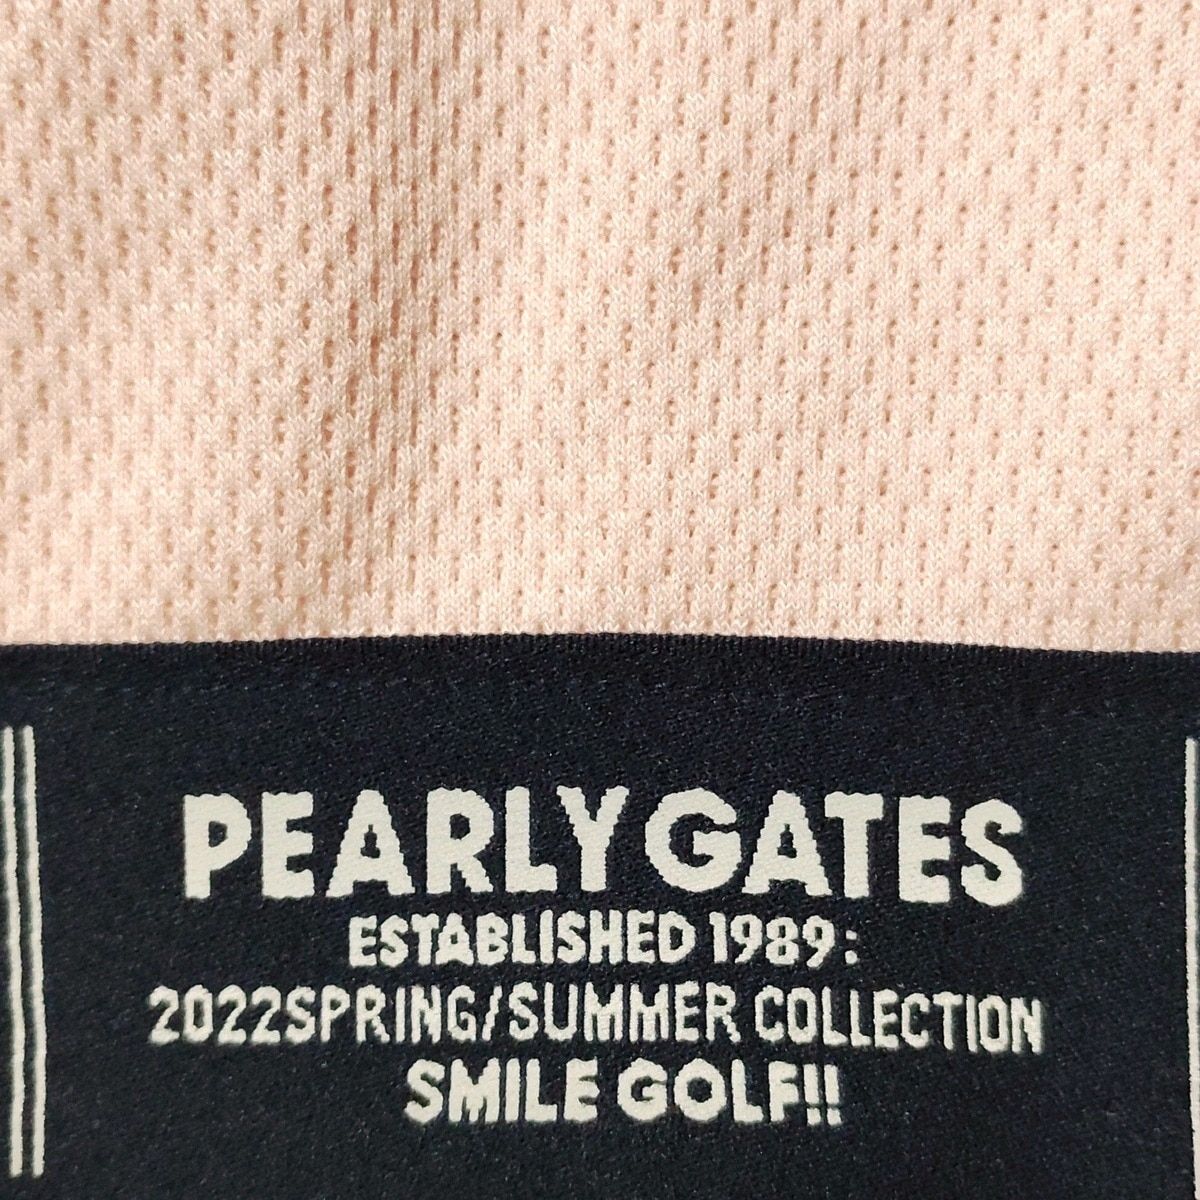 PEARLY GATES
ESTABLISHED 1989:
2022SPRING/SUMMER COLLECTION
SMILE GOLF!!